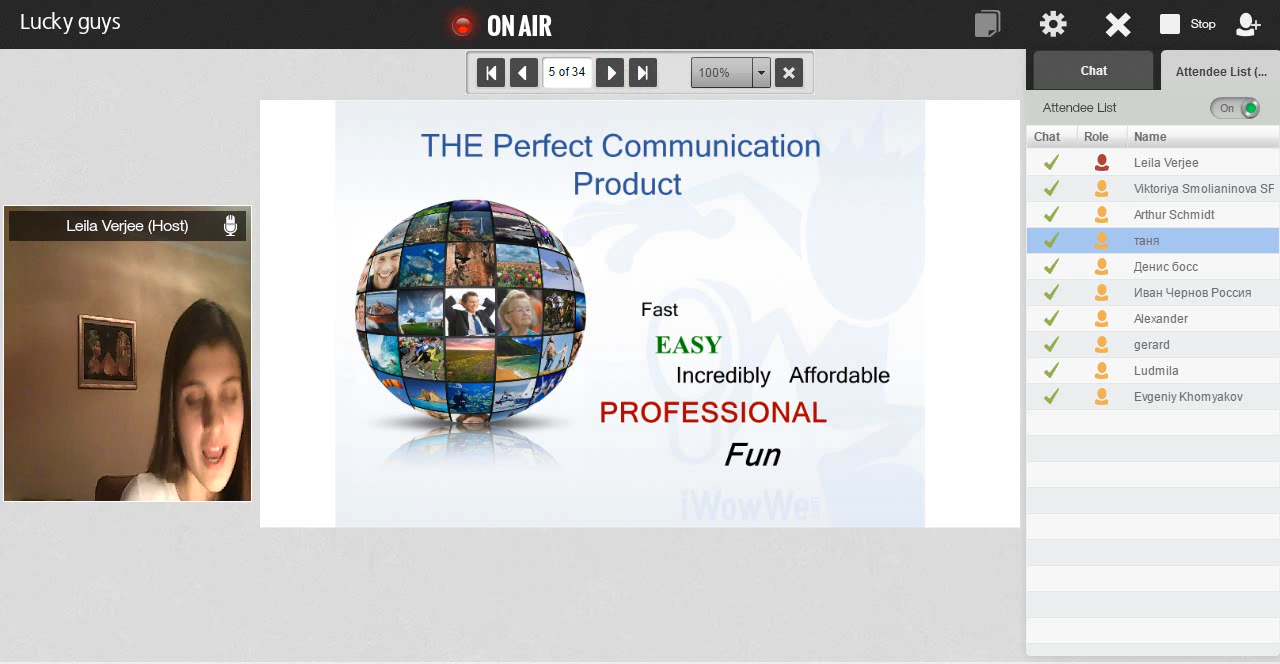 Lucky guys
ON AIR
Stop
5 of 34
100%
Chat
Attendee List (...
Attendee List
On
Chat Role Name
Leila Verjee
Viktoriya Smolianinova SF
Arthur Schmidt
таня
Денис босс
Иван Чернов Россия
Alexander
gerard
Ludmila
Evgeniy Khomyakov
Leila Verjee (Host)
THE Perfect Communication
Product
Fast
EASY
Incredibly Affordable
PROFESSIONAL
Fun
iWowWe